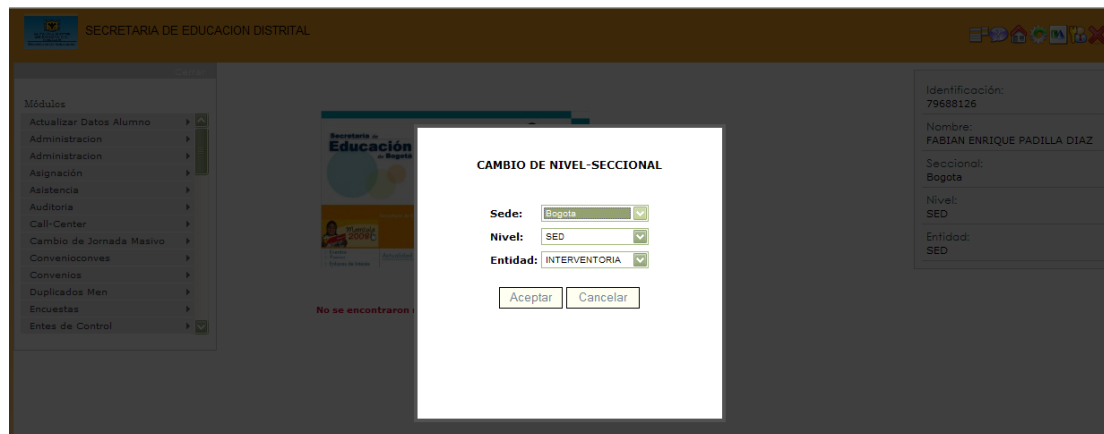 SECRETARIA DE EDUCACION DISTRITAL
Cerrar
Módulos
Actualizar Datos Alumno
Administracion
Administracion
Asignación
Asistencia
Auditoria
Call-Center
Cambio de Jornada Masivo
Convenioconves
Convenios
Duplicados Men
Encuestas
Entes de Control
Secretaría de
Educación
de Bogotá
No se encontraron
CAMBIO DE NIVEL-SECCIONAL
Sede: Bogota
Nivel: SED
Entidad: INTERVENTORIA
Aceptar Cancelar
Identificación:
79688126
Nombre:
FABIAN ENRIQUE PADILLA DIAZ
Seccional:
Bogota
Nivel:
SED
Entidad:
SED